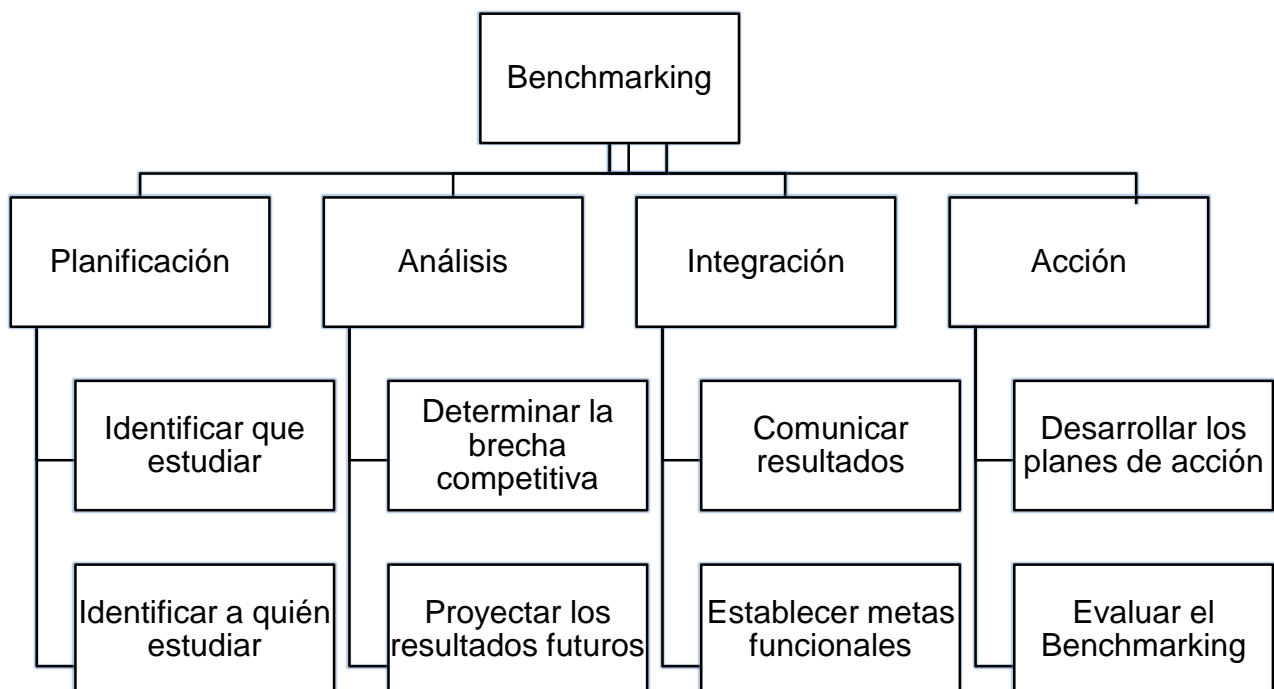 Benchmarking
Planificación
Análisis
Integración
Acción
Identificar que
estudiar
Determinar la
brecha
competitiva
Comunicar
resultados
Desarrollar los
planes de acción
Identificar a quién
estudiar
Proyectar los
resultados futuros
Establecer metas
funcionales
Evaluar el
Benchmarking